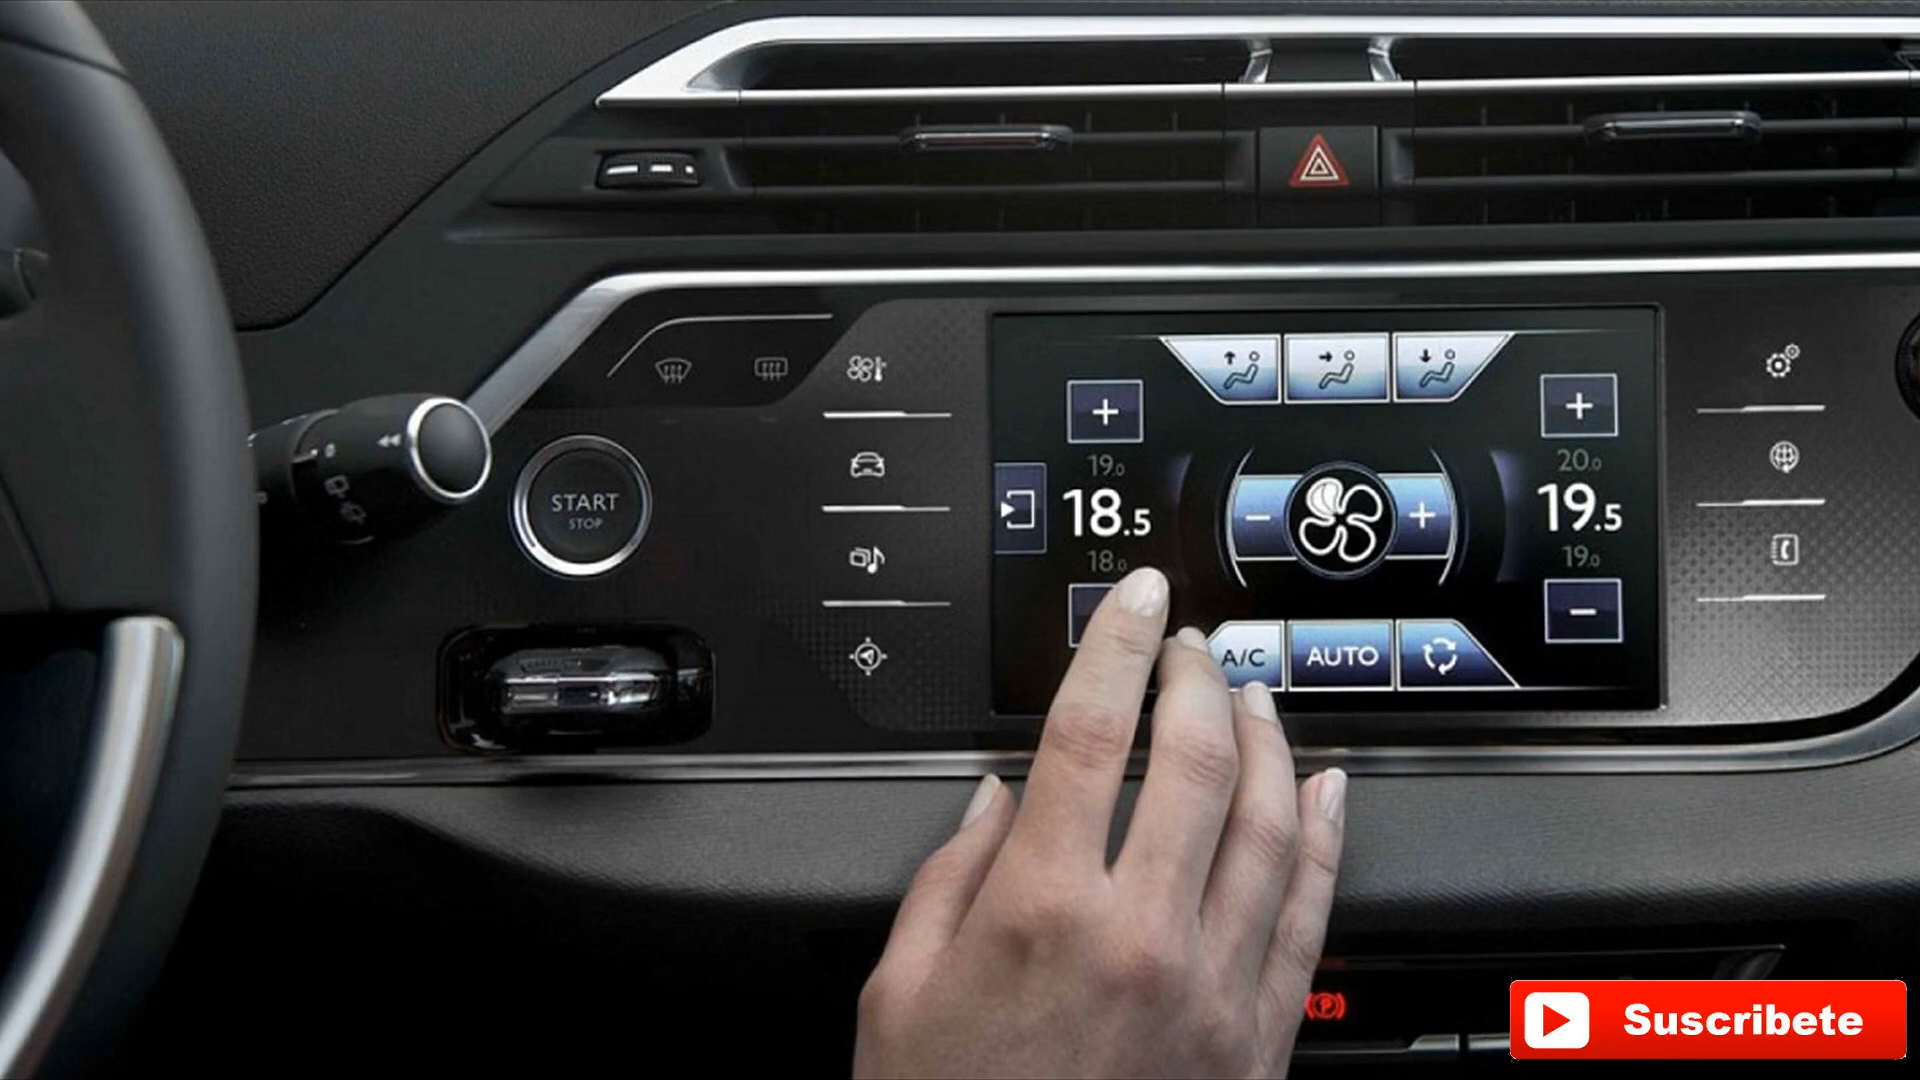 START
STOP
+
+
19.0
20.0
18.5
- +
19.5
18.0
19.0
-
A/C AUTO
P
Suscribete